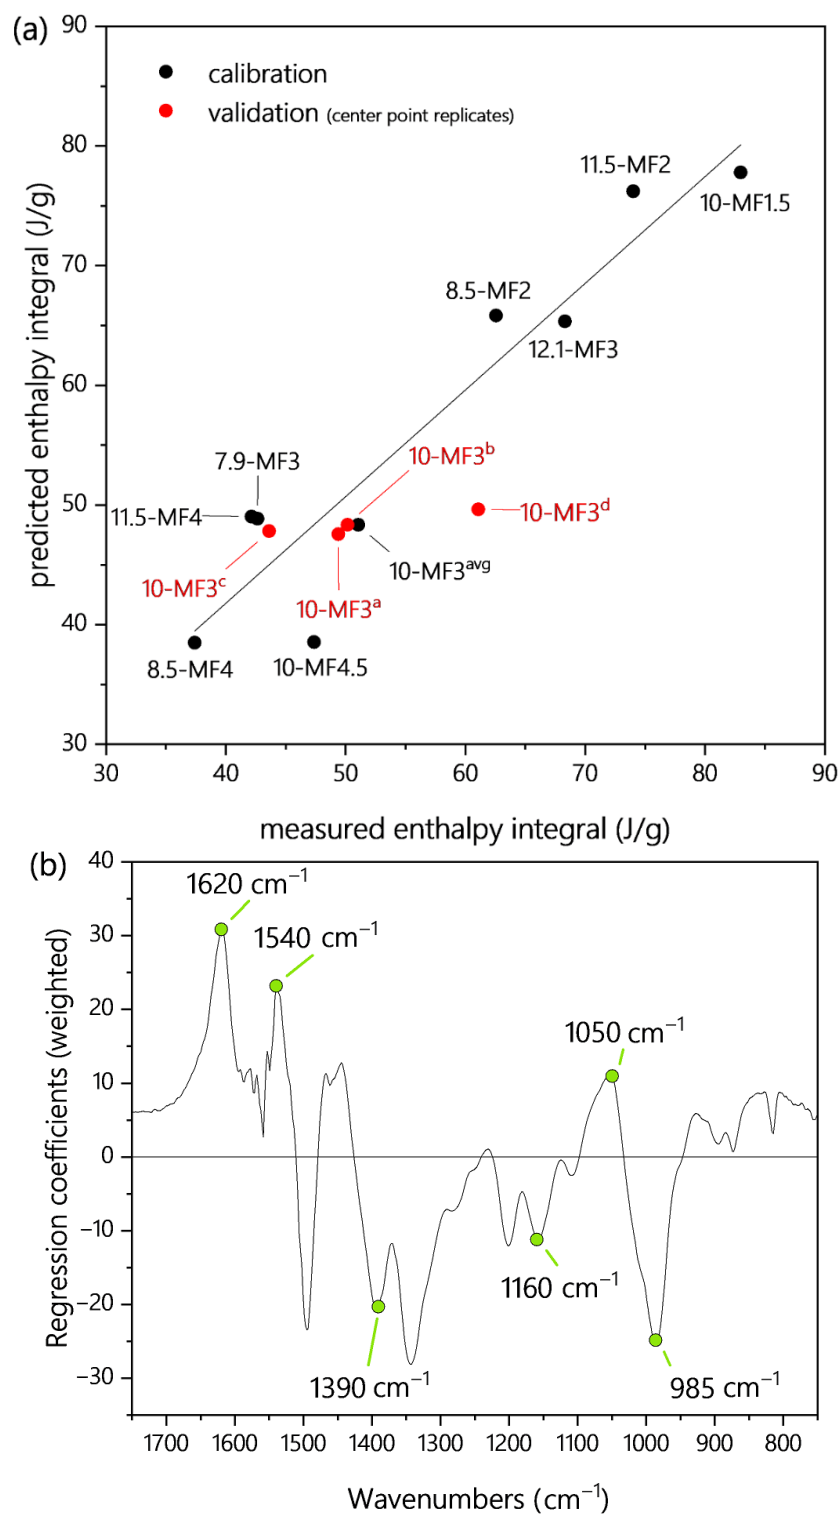 (a)
90
80
70
60
50
40
30
predicted enthalpy integral (J/g)
calibration
validation (center point replicates)
11.5-MF2
10-MF1.5
8.5-MF2
12.1-MF3
7.9-MF3
10-MF3ᵇ
11.5-MF4
10-MF3ᵈ
10-MF3ᶜ
10-MF3ᵃᵛᵍ
10-MF3ᵃ
8.5-MF4
10-MF4.5
30 40 50 60 70 80 90
measured enthalpy integral (J/g)
(b)
40
30
20
10
0
−10
−20
−30
Regression coefficients (weighted)
1620 cm⁻¹
1540 cm⁻¹
1050 cm⁻¹
1160 cm⁻¹
1390 cm⁻¹
985 cm⁻¹
1700 1600 1500 1400 1300 1200 1100 1000 900 800
Wavenumbers (cm⁻¹)